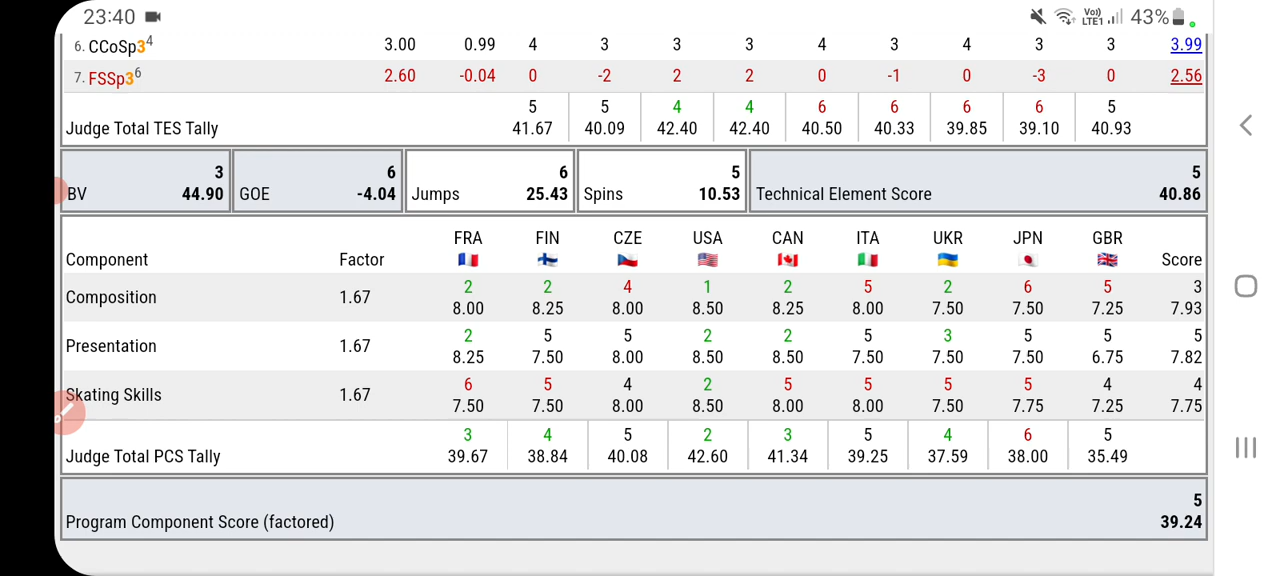 23:40 Vo) LTE1 43%
6. CCoSp3⁴ 3.00 0.99 4 3 3 3 4 3 4 3 3 3.99
7. FSSp3⁶ 2.60 -0.04 0 -2 2 2 0 -1 0 -3 0 2.56
5 5 4 4 6 6 6 6 5
Judge Total TES Tally 41.67 40.09 42.40 42.40 40.50 40.33 39.85 39.10 40.93
3 6 6 5 5
BV 44.90 GOE -4.04 Jumps 25.43 Spins 10.53 Technical Element Score 40.86
FRA FIN CZE USA CAN ITA UKR JPN GBR
Component Factor Score
2 2 4 1 2 5 2 6 5 3
Composition 1.67
8.00 8.25 8.00 8.50 8.25 8.00 7.50 7.50 7.25 7.93
2 5 5 2 2 5 3 5 5 5
Presentation 1.67
8.25 7.50 8.00 8.50 8.50 7.50 7.50 7.50 6.75 7.82
6 5 4 2 5 5 5 5 4 4
Skating Skills 1.67
7.50 7.50 8.00 8.50 8.00 8.00 7.50 7.75 7.25 7.75
3 4 5 2 3 5 4 6 5
Judge Total PCS Tally 39.67 38.84 40.08 42.60 41.34 39.25 37.59 38.00 35.49
5
Program Component Score (factored) 39.24